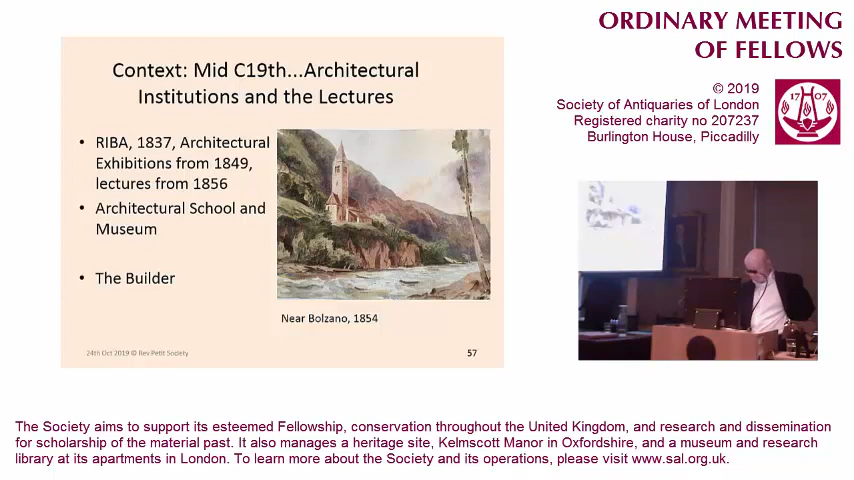 ORDINARY MEETING
OF FELLOWS
© 2019
Society of Antiquaries of London
Registered charity no 207237
Burlington House, Piccadilly
1707
Context: Mid C19th...Architectural
Institutions and the Lectures
• RIBA, 1837, Architectural
Exhibitions from 1849,
lectures from 1856
• Architectural School and
Museum
• The Builder
Near Bolzano, 1854
24th Oct 2019 © Rev Petit Society
57
The Society aims to support its esteemed Fellowship, conservation throughout the United Kingdom, and research and dissemination
for scholarship of the material past. It also manages a heritage site, Kelmscott Manor in Oxfordshire, and a museum and research
library at its apartments in London. To learn more about the Society and its operations, please visit www.sal.org.uk.